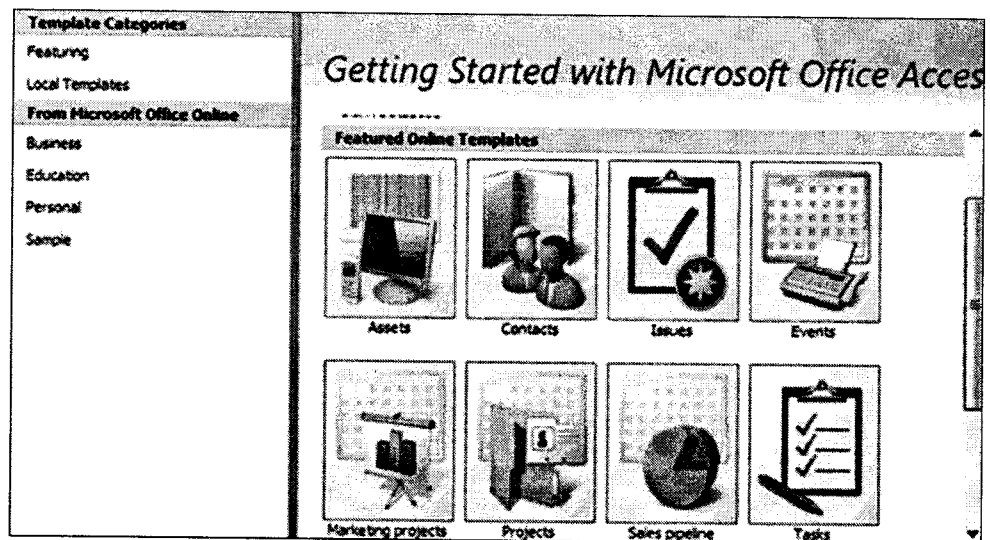 Template Categories
Featuring
Local Templates
From Microsoft Office Online
Business
Education
Personal
Sample
Getting Started with Microsoft Office Acces
Featured Online Templates
Assets
Contacts
Issues
Events
Marketing projects
Projects
Sales pipeline
Tasks